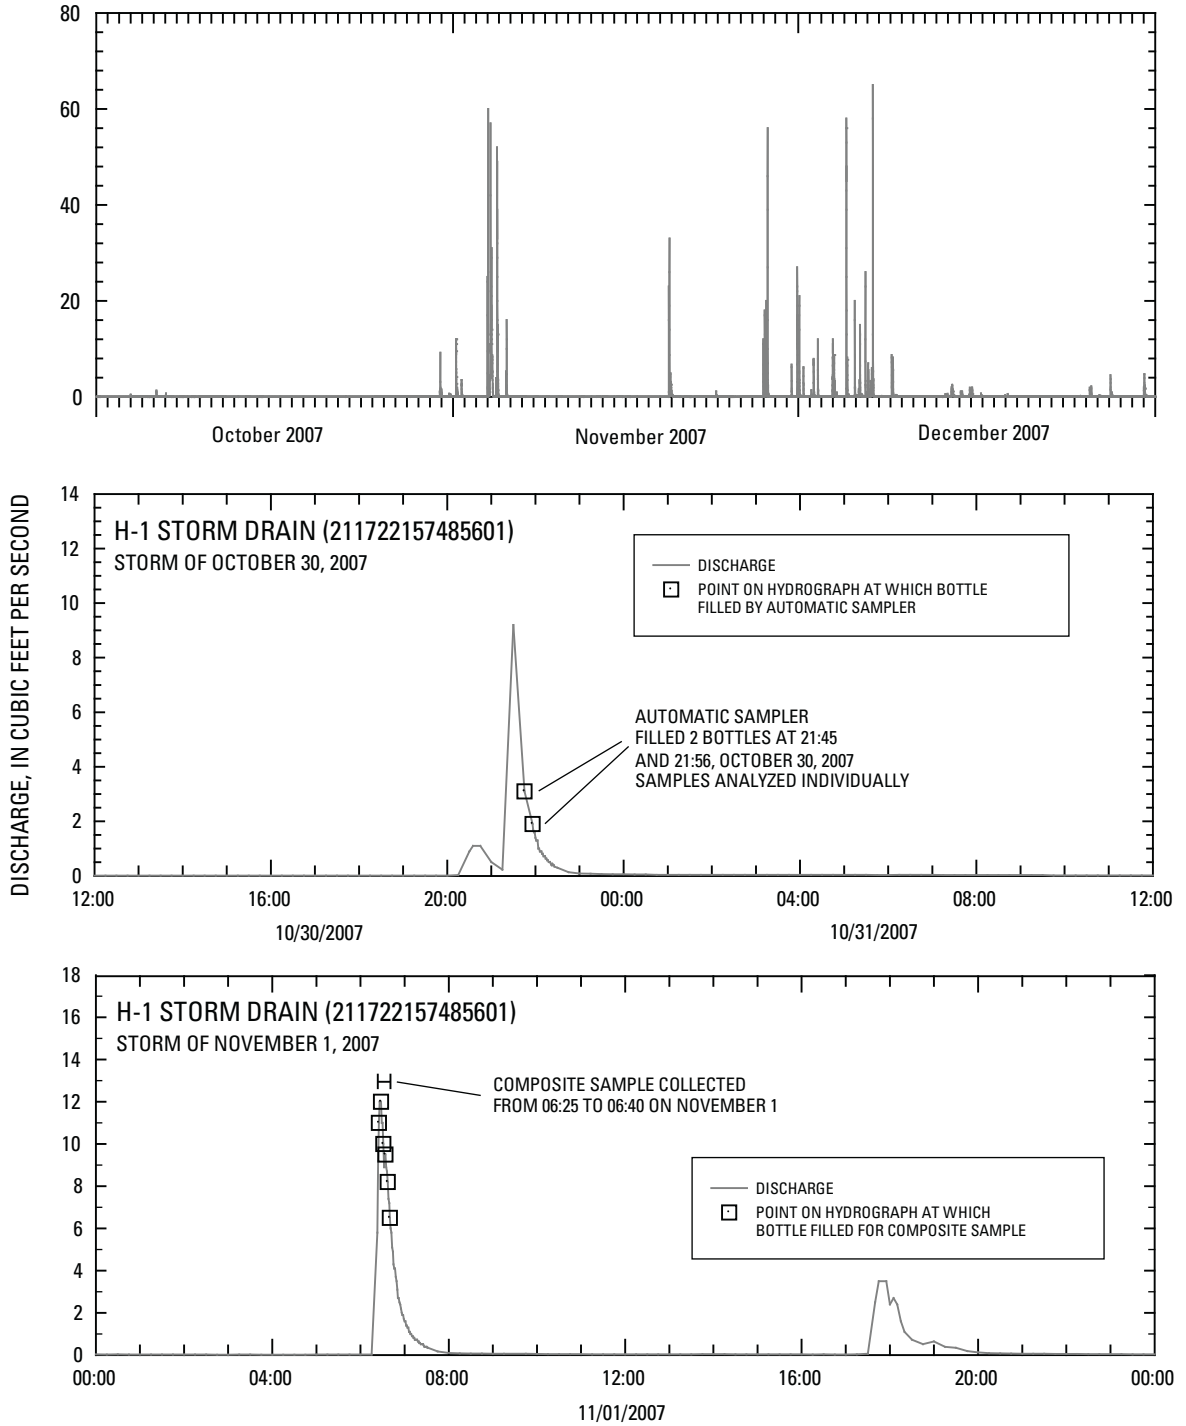 80
60
40
20
0
October 2007
November 2007
December 2007
DISCHARGE, IN CUBIC FEET PER SECOND
14
12
10
8
6
4
2
0
H-1 STORM DRAIN (211722157485601)
STORM OF OCTOBER 30, 2007
DISCHARGE
POINT ON HYDROGRAPH AT WHICH BOTTLE
FILLED BY AUTOMATIC SAMPLER
AUTOMATIC SAMPLER
FILLED 2 BOTTLES AT 21:45
AND 21:56, OCTOBER 30, 2007
SAMPLES ANALYZED INDIVIDUALLY
12:00
16:00
20:00
00:00
04:00
08:00
12:00
10/30/2007
10/31/2007
18
16
14
12
10
8
6
4
2
0
H-1 STORM DRAIN (211722157485601)
STORM OF NOVEMBER 1, 2007
COMPOSITE SAMPLE COLLECTED
FROM 06:25 TO 06:40 ON NOVEMBER 1
DISCHARGE
POINT ON HYDROGRAPH AT WHICH
BOTTLE FILLED FOR COMPOSITE SAMPLE
00:00
04:00
08:00
12:00
16:00
20:00
00:00
11/01/2007